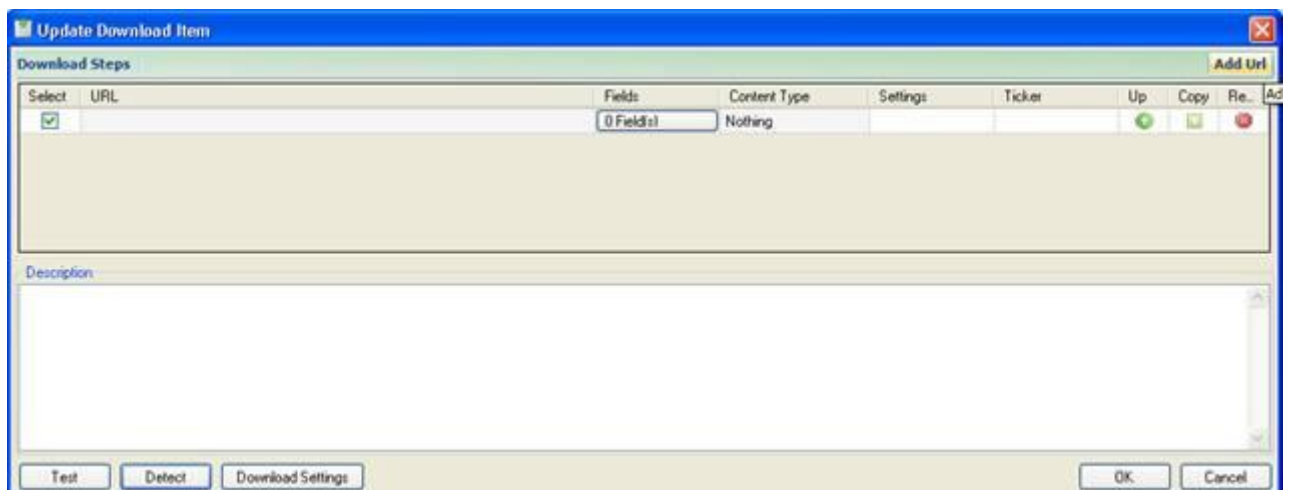 Update Download Item
Download Steps Add Url
Select URL Fields Content Type Settings Ticker Up Copy Re.. Ad
0 Field(s) Nothing
Description
Test Detect Download Settings OK Cancel